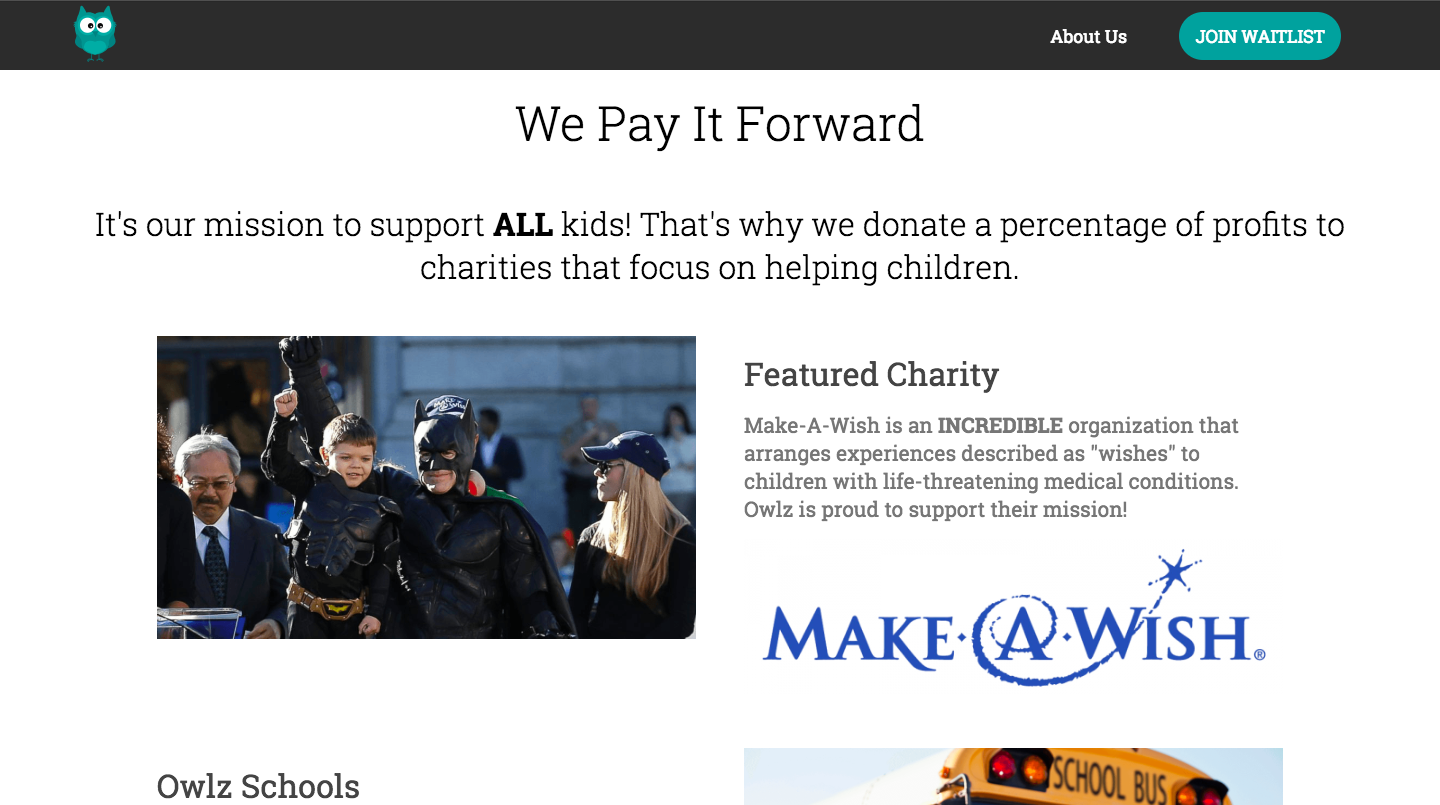 About Us
JOIN WAITLIST
We Pay It Forward
It's our mission to support ALL kids! That's why we donate a percentage of profits to
charities that focus on helping children.
MAKE-A-WISH
Featured Charity
Make-A-Wish is an INCREDIBLE organization that
arranges experiences described as "wishes" to
children with life-threatening medical conditions.
Owlz is proud to support their mission!
MAKE·A·WISH®
Owlz Schools
SCHOOL BUS